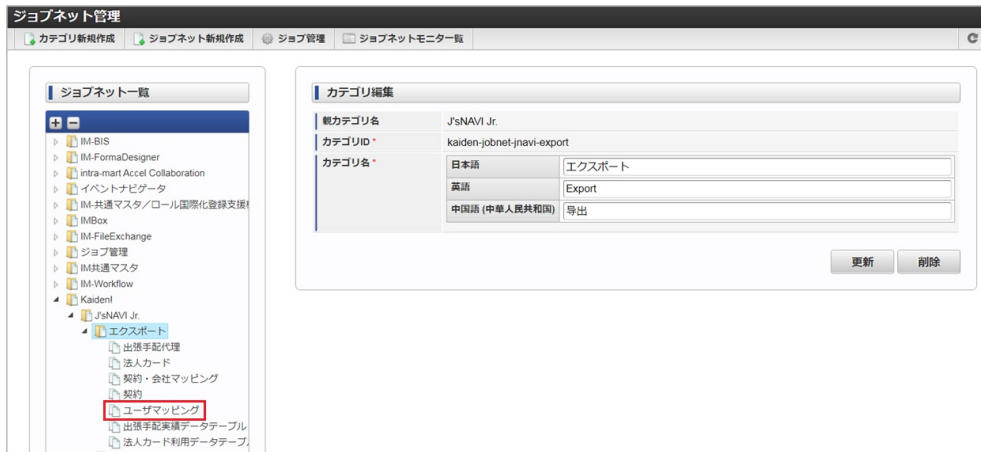 ジョブネット管理
カテゴリ新規作成 ジョブネット新規作成 ジョブ管理 ジョブネットモニター覧
ジョブネット一覧
IM-BIS
IM-FormaDesigner
intra-mart Accel Collaboration
イベントナビゲータ
IM-共通マスタ／ロール国際化登録支援
IMBox
IM-FileExchange
ジョブ管理
IM共通マスタ
IM-Workflow
Kaiden!
J'sNAVI Jr.
エクスポート
出張手配代理
法人カード
契約・会社マッピング
契約
ユーザマッピング
出張手配実績データテーブル
法人カード利用データテーブ
カテゴリ編集
親カテゴリ名 J'sNAVI Jr.
カテゴリID * kaiden-jobnet-jnavi-export
カテゴリ名 * 日本語 エクスポート
英語 Export
中国語 (中華人民共和国) 导出
更新 削除